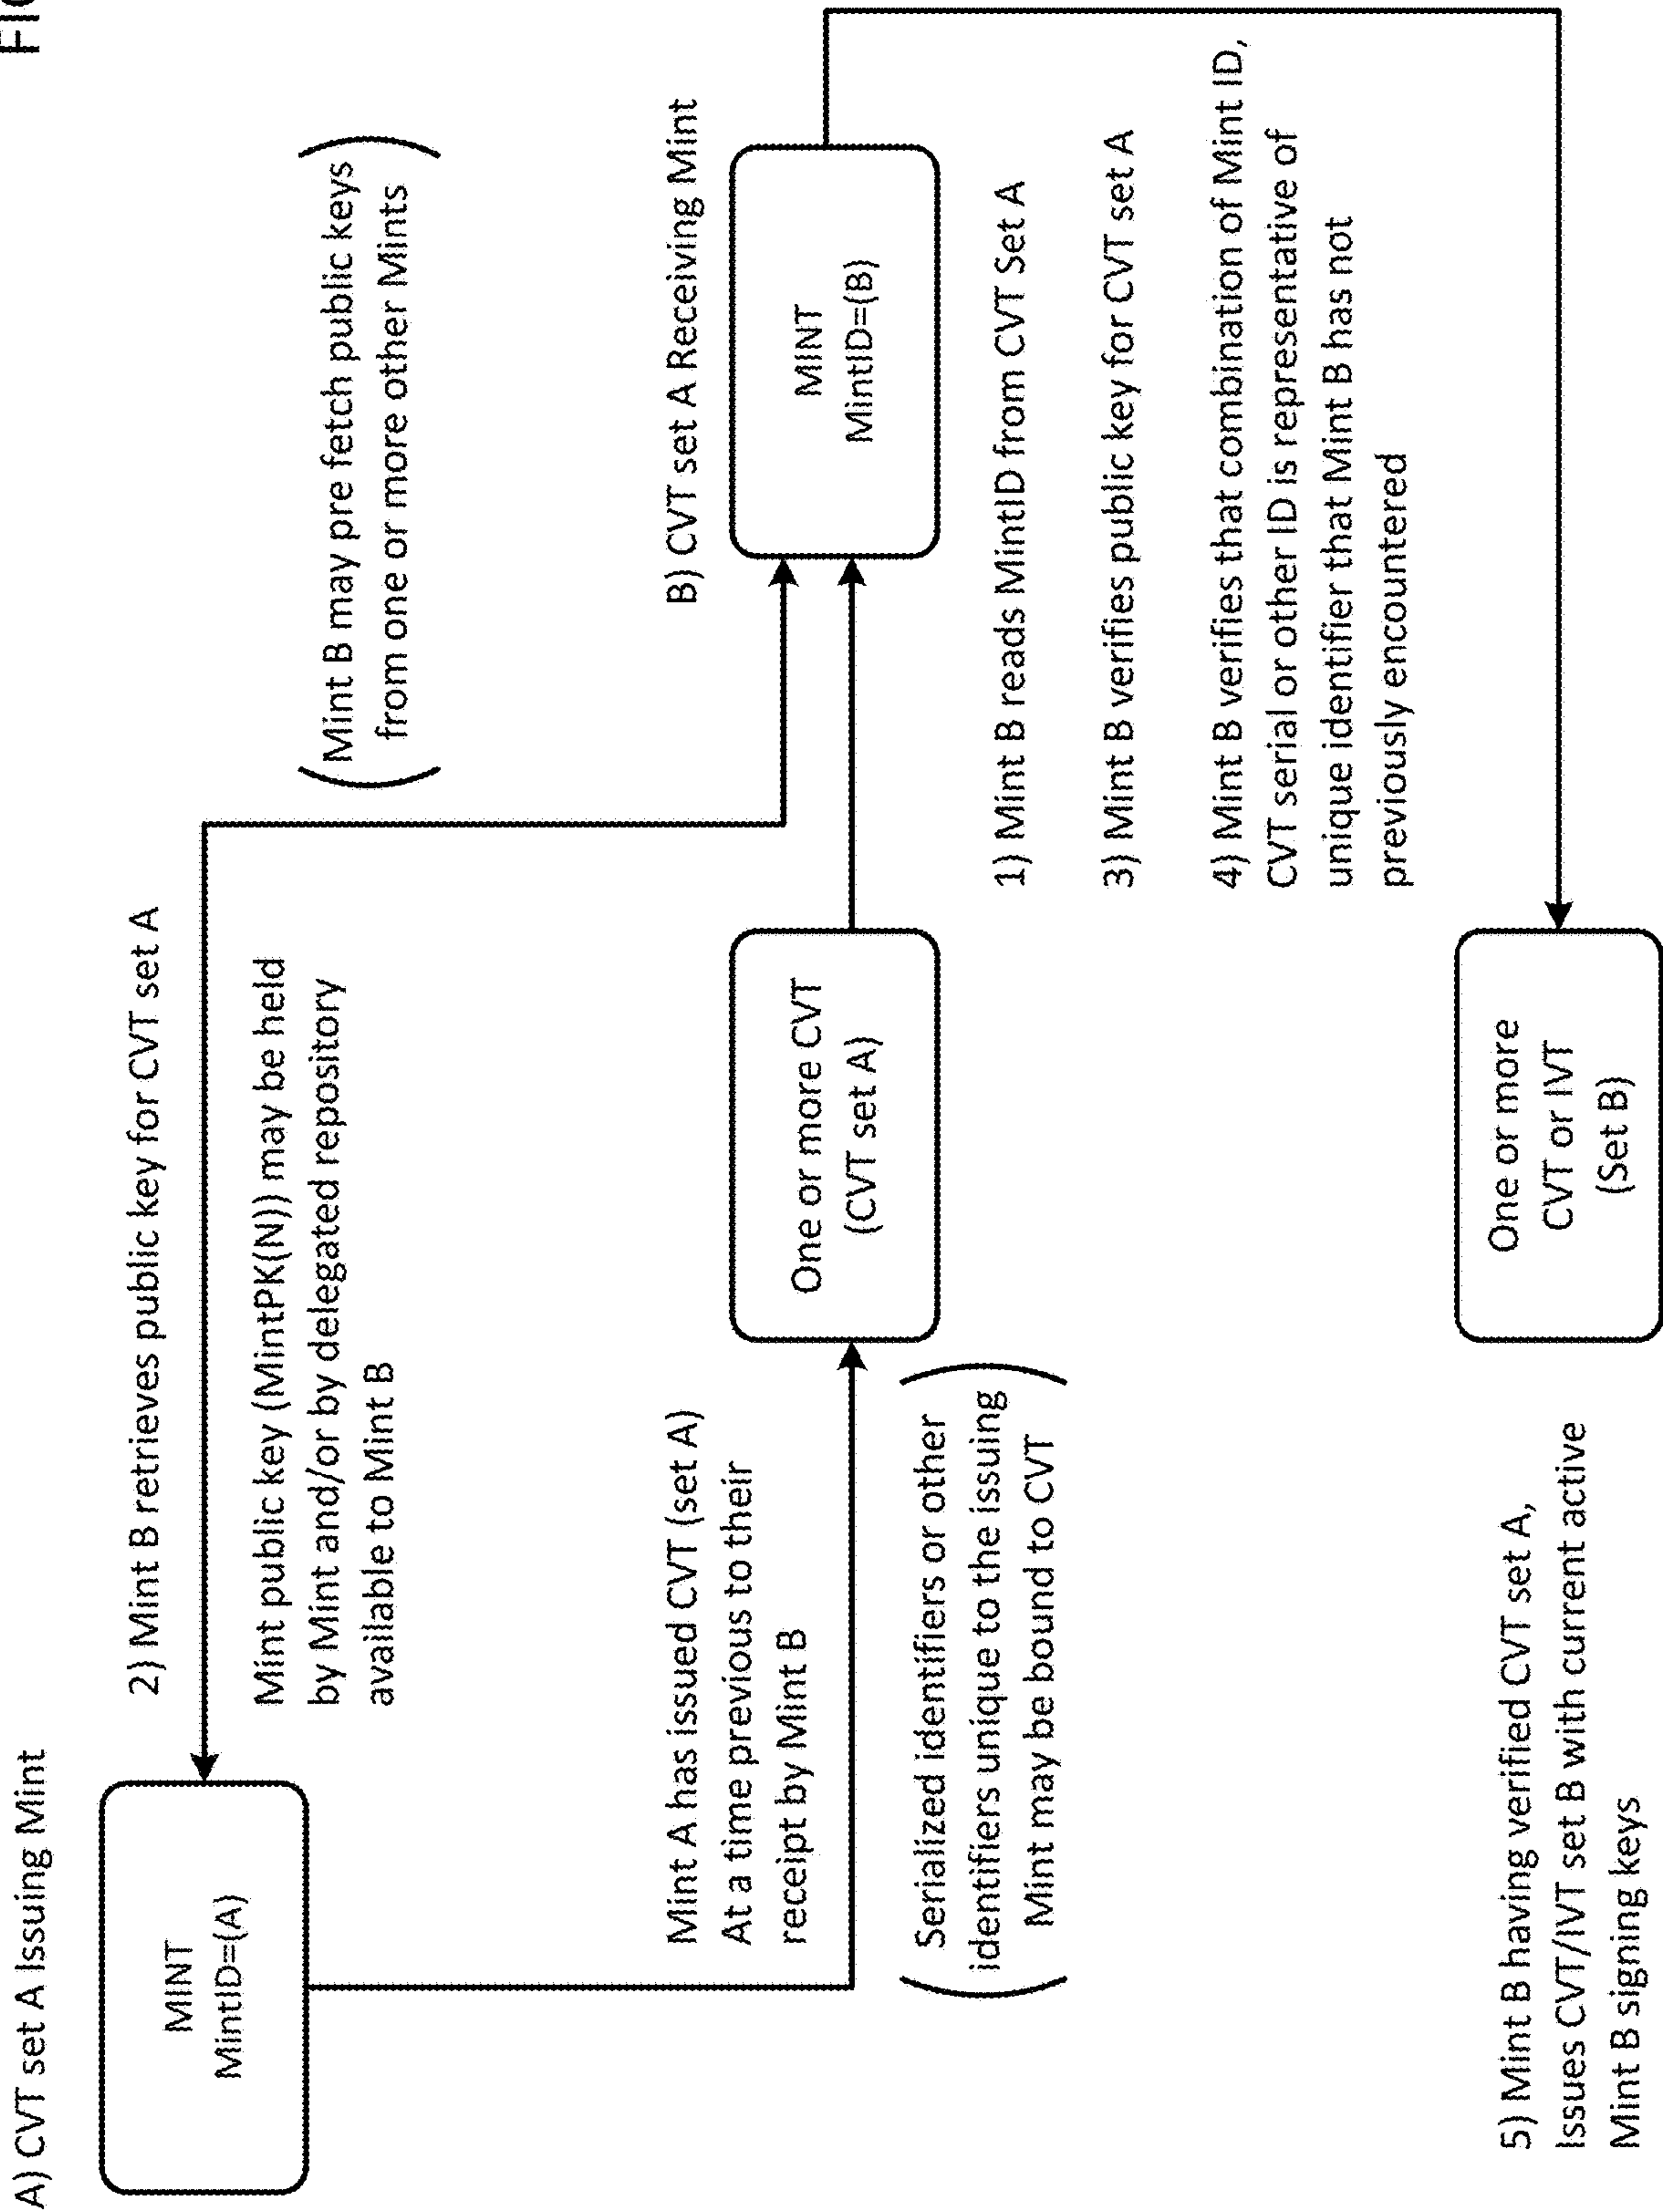 FIG
A) CVT set A Issuing Mint
MINT
MintID=(A)
2) Mint B retrieves public key for CVT set A
Mint public key (MintPK(N)) may be held
by Mint and/or by delegated repository
available to Mint B
Mint B may pre fetch public keys
from one or more other Mints
Mint A has issued CVT (set A)
At a time previous to their
receipt by Mint B
Serialized identifiers or other
identifiers unique to the issuing
Mint may be bound to CVT
One or more CVT
(CVT set A)
B) CVT set A Receiving Mint
MINT
MintID=(B)
1) Mint B reads MintID from CVT Set A
3) Mint B verifies public key for CVT set A
4) Mint B verifies that combination of Mint ID,
CVT serial or other ID is representative of
unique identifier that Mint B has not
previously encountered
5) Mint B having verified CVT set A,
Issues CVT/IVT set B with current active
Mint B signing keys
One or more
CVT or IVT
(Set B)